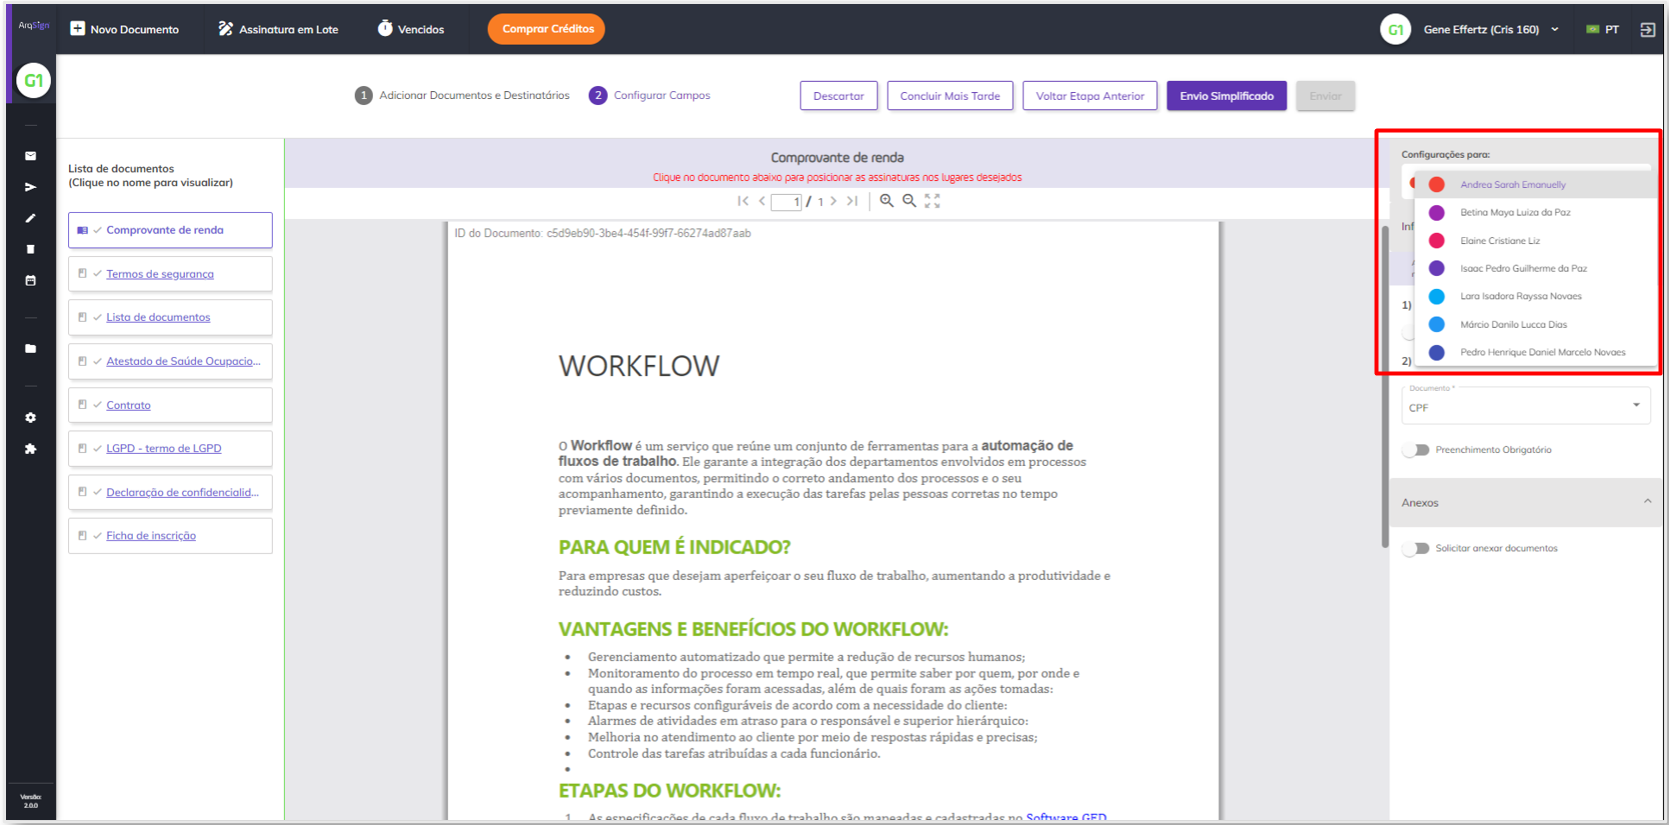 ArqSign
Novo Documento
Assinatura em Lote
Vencidos
Comprar Créditos
G1
Gene Effertz (Cris 160)
PT
G1
1 Adicionar Documentos e Destinatários
2 Configurar Campos
Descartar
Concluir Mais Tarde
Voltar Etapa Anterior
Envio Simplificado
Enviar
Lista de documentos
(Clique no nome para visualizar)
Comprovante de renda
Termos de segurança
Lista de documentos
Atestado de Saúde Ocupacio...
Contrato
LGPD - termo de LGPD
Declaração de confidencialid...
Ficha de inscrição
Versão:
2.0.0
Comprovante de renda
Clique no documento abaixo para posicionar as assinaturas nos lugares desejados
1 / 1
ID do Documento: c5d9eb90-3be4-454f-99f7-66274ad87aab
WORKFLOW
O Workflow é um serviço que reúne um conjunto de ferramentas para a automação de
fluxos de trabalho. Ele garante a integração dos departamentos envolvidos em processos
com vários documentos, permitindo o correto andamento dos processos e o seu
acompanhamento, garantindo a execução das tarefas pelas pessoas corretas no tempo
previamente definido.
PARA QUEM É INDICADO?
Para empresas que desejam aperfeiçoar o seu fluxo de trabalho, aumentando a produtividade e
reduzindo custos.
VANTAGENS E BENEFÍCIOS DO WORKFLOW:
• Gerenciamento automatizado que permite a redução de recursos humanos;
• Monitoramento do processo em tempo real, que permite saber por quem, por onde e
quando as informações foram acessadas, além de quais foram as ações tomadas:
• Etapas e recursos configuráveis de acordo com a necessidade do cliente:
• Alarmes de atividades em atraso para o responsável e superior hierárquico:
• Melhoria no atendimento ao cliente por meio de respostas rápidas e precisas;
• Controle das tarefas atribuídas a cada funcionário.
•
ETAPAS DO WORKFLOW:
1. As especificações de cada fluxo de trabalho são mapeadas e cadastradas no Software GED
Configurações para:
Andrea Sarah Emanuelly
Betina Maya Luiza da Paz
Elaine Cristiane Liz
Isaac Pedro Guilherme da Paz
Lara Isadora Rayssa Novaes
Márcio Danilo Lucca Dias
Pedro Henrique Daniel Marcelo Novaes
Inf
1)
2)
Documento *
CPF
Preenchimento Obrigatório
Anexos
Solicitar anexar documentos